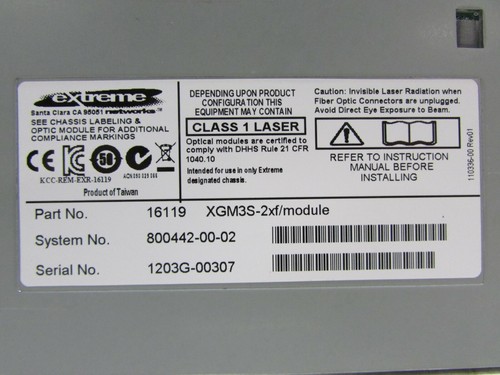 extreme
Santa Clara CA 95051 networks™
SEE CHASSIS LABELING &
OPTIC MODULE FOR ADDITIONAL
COMPLIANCE MARKINGS
CE 50
KCC-REM-EXR-16119
Product of Taiwan
DEPENDING UPON PRODUCT
CONFIGURATION THIS
EQUIPMENT MAY CONTAIN
CLASS 1 LASER
Optical modules are certified to
comply with DHHS Rule 21 CFR
1040.10
Intended for use in only Extreme
designated chassis.
Caution: Invisible Laser Radiation when
Fiber Optic Connectors are unplugged.
Avoid Direct Eye Exposure to Beam.
REFER TO INSTRUCTION
MANUAL BEFORE
INSTALLING
110336-00 Rev01
Part No. 16119 XGM3S-2xf/module
System No. 800442-00-02
Serial No. 1203G-00307